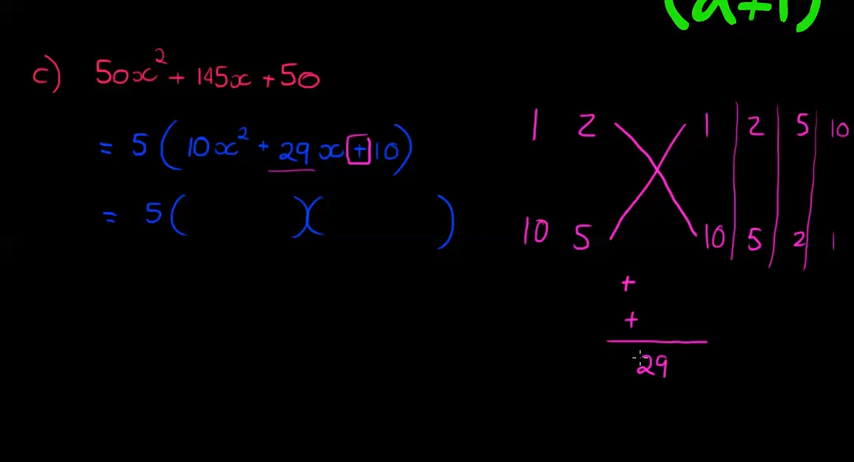 (a+1)
c) 50x² + 145x + 50
= 5 ( 10x² + 29x + 10 )
= 5 ( ) ( )
1 2 1 | 2 | 5 | 10
10 5 10 | 5 | 2 | 1
+
+
29